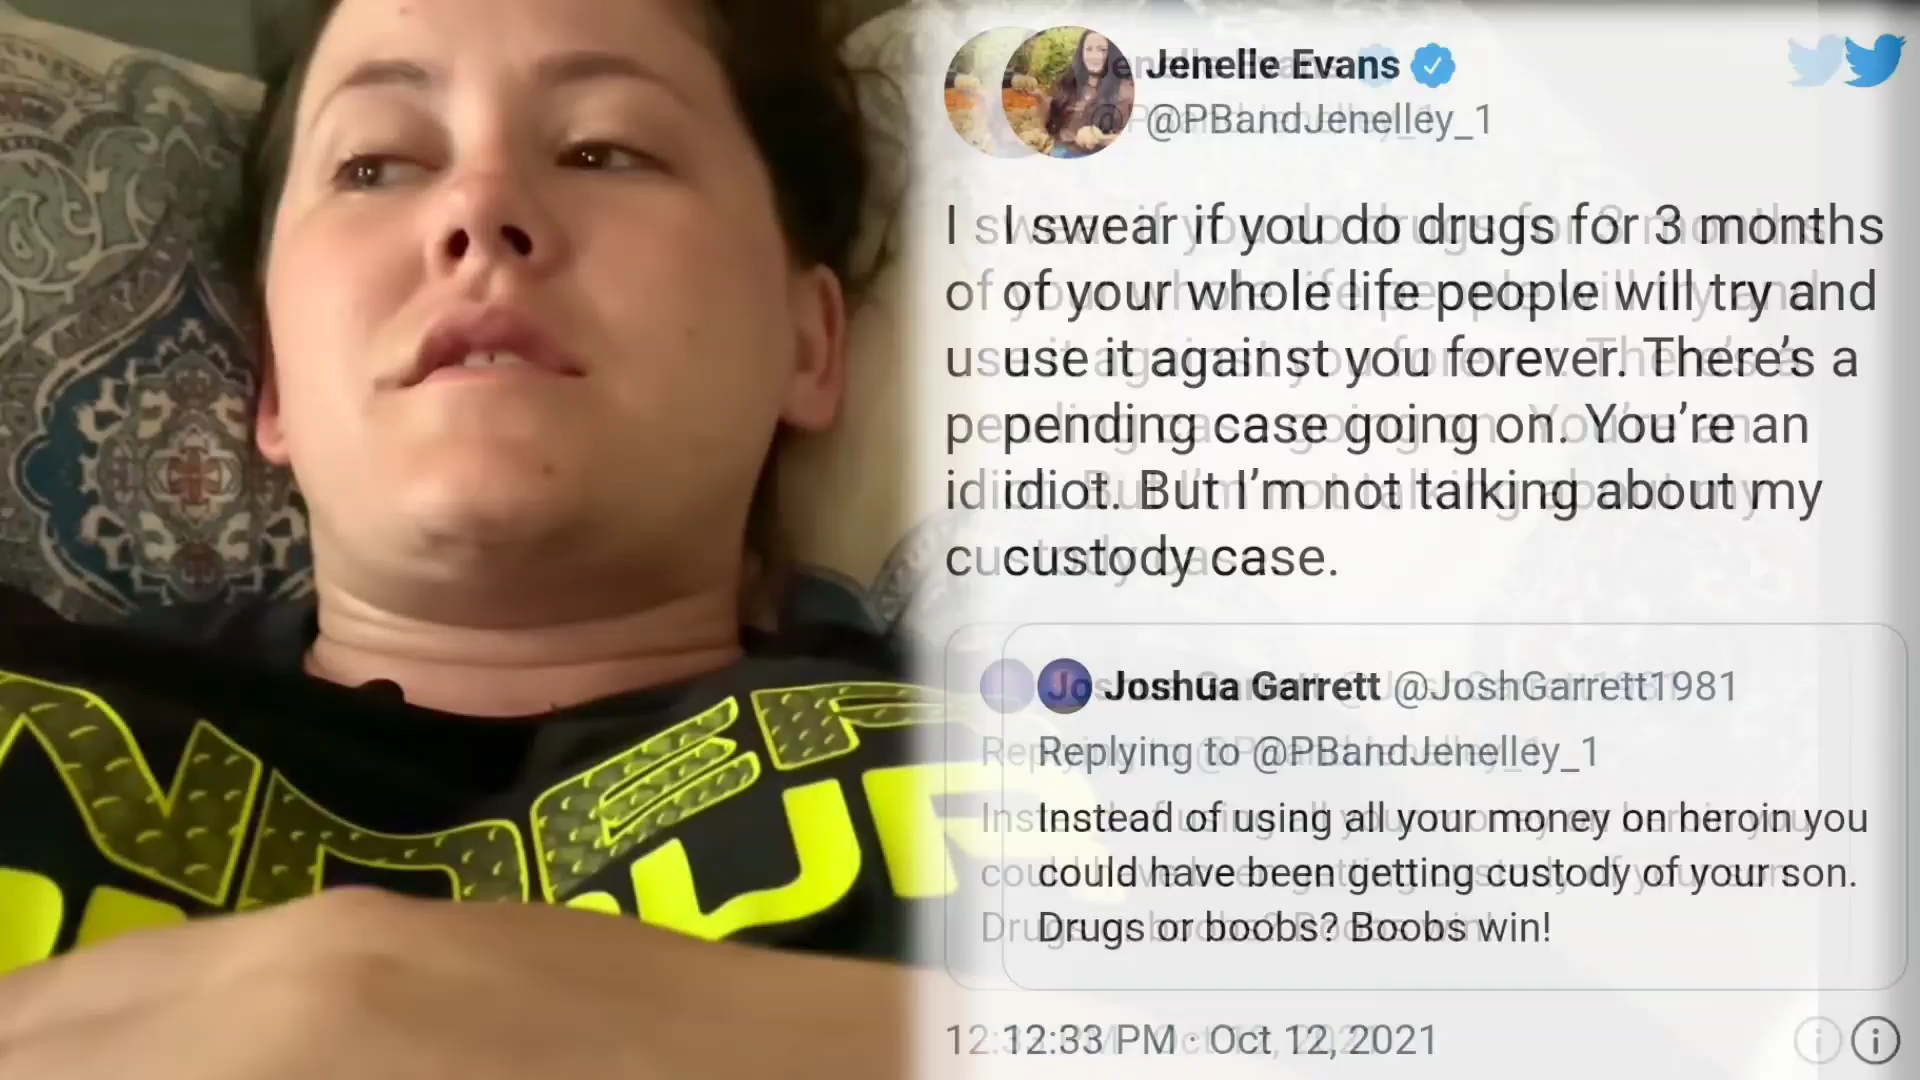 Jenelle Evans
@PBandJenelley_1
I swear if you do drugs for 3 months
of your whole life people will try and
use it against you forever. There's a
pending case going on. You're an
idiot. But I'm not talking about my
custody case.
Joshua Garrett @JoshGarrett1981
Replying to @PBandJenelley_1
Instead of using all your money on heroin you
could have been getting custody of your son.
Drugs or boobs? Boobs win!
12:33 PM · Oct 12, 2021